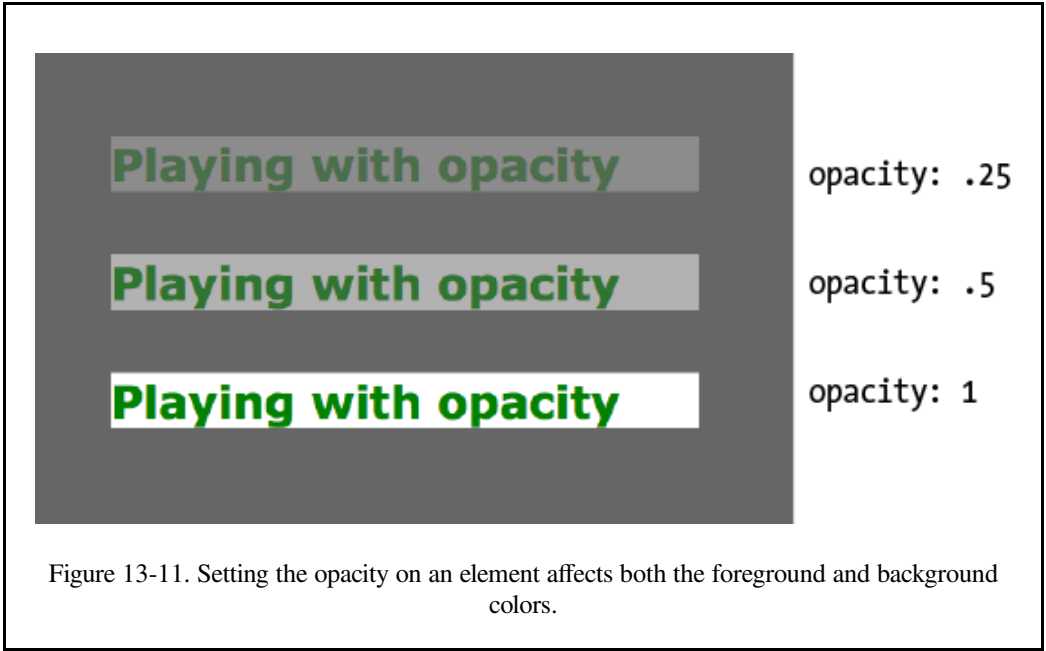 Playing with opacity opacity: .25
Playing with opacity opacity: .5
Playing with opacity opacity: 1
Figure 13-11. Setting the opacity on an element affects both the foreground and background
colors.